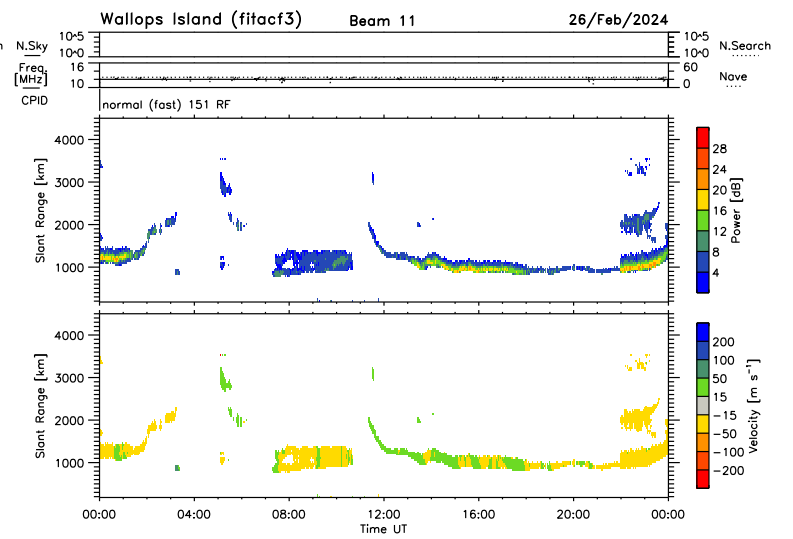 Wallops Island (fitacf3) Beam 11 26/Feb/2024
n N.Sky 10^5 10^0 10^5 10^0 N.Search
Freq. [MHz] 16 10 60 0 Nave
CPID normal (fast) 151 RF
Slant Range [km] 4000 3000 2000 1000
28 24 20 16 12 8 4 Power [dB]
Slant Range [km] 4000 3000 2000 1000
200 100 50 15 −15 −50 −100 −200 Velocity [m s⁻¹]
00:00 04:00 08:00 12:00 16:00 20:00 00:00
Time UT